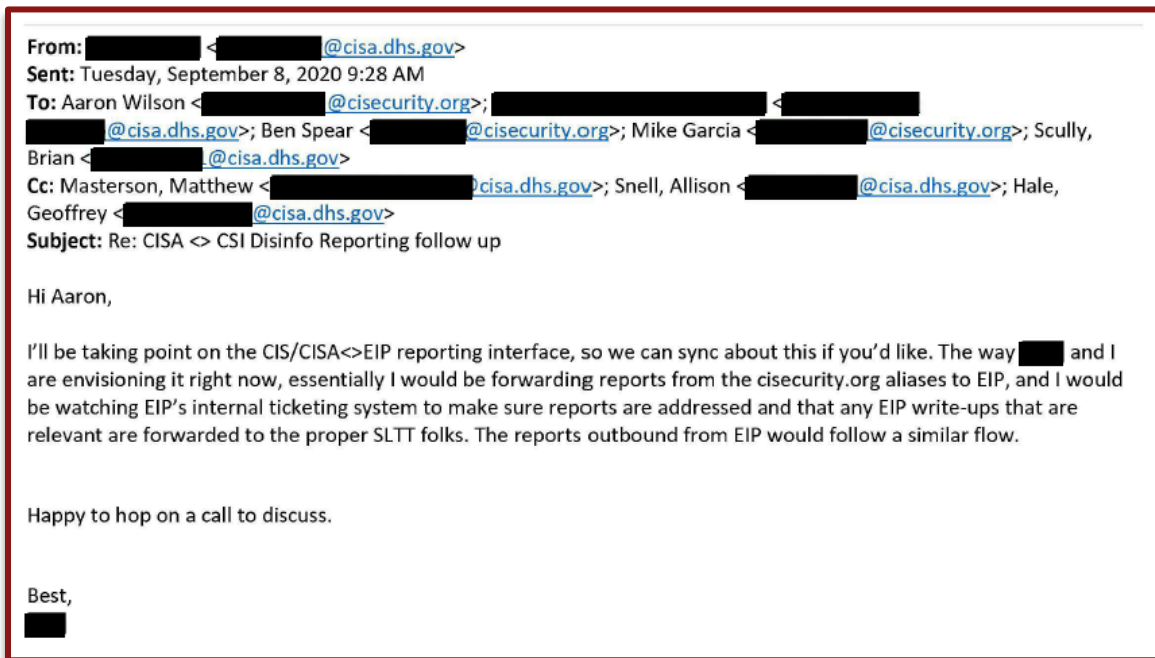 From: <@cisa.dhs.gov>
Sent: Tuesday, September 8, 2020 9:28 AM
To: Aaron Wilson <@cisecurity.org>; <
@cisa.dhs.gov>; Ben Spear <@cisecurity.org>; Mike Garcia <@cisecurity.org>; Scully,
Brian <@cisa.dhs.gov>
Cc: Masterson, Matthew <@cisa.dhs.gov>; Snell, Allison <@cisa.dhs.gov>; Hale,
Geoffrey <@cisa.dhs.gov>
Subject: Re: CISA <> CSI Disinfo Reporting follow up
Hi Aaron,
I'll be taking point on the CIS/CISA<>EIP reporting interface, so we can sync about this if you'd like. The way and I
are envisioning it right now, essentially I would be forwarding reports from the cisecurity.org aliases to EIP, and I would
be watching EIP's internal ticketing system to make sure reports are addressed and that any EIP write-ups that are
relevant are forwarded to the proper SLTT folks. The reports outbound from EIP would follow a similar flow.
Happy to hop on a call to discuss.
Best,